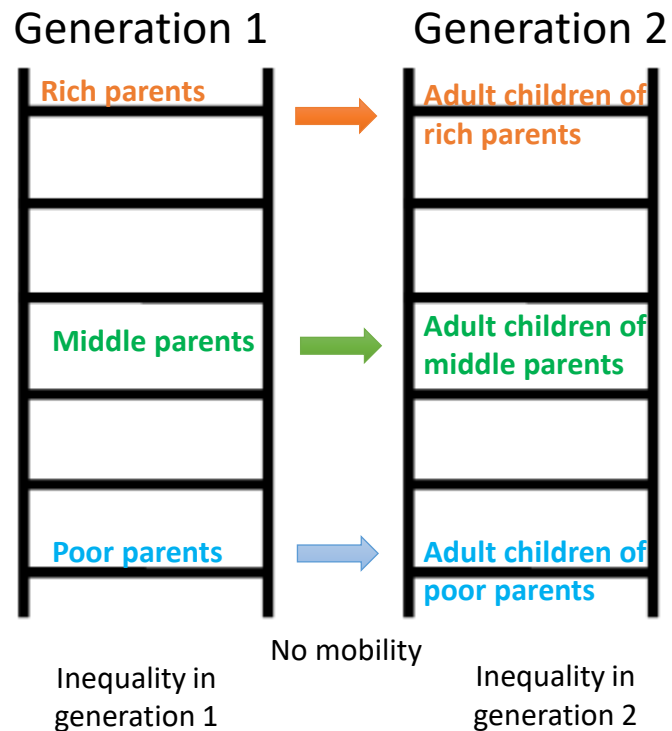 Generation 1
Generation 2
Rich parents
Adult children of
rich parents
Middle parents
Adult children of
middle parents
Poor parents
Adult children of
poor parents
No mobility
Inequality in
generation 1
Inequality in
generation 2